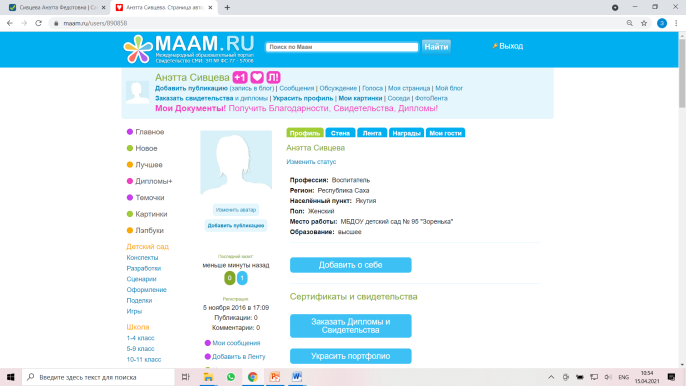 Сивцева Анэтта Федотовна | Са
Анэтта Сивцева. Страница авто
maam.ru/users/890858
MAAM.RU
Международный образовательный портал
Свидетельство СМИ: ЭЛ № ФС 77 - 57008
Поиск по Маам
Найти
Выход
Анэтта Сивцева +1 Л!
Добавить публикацию (запись в блог) | Сообщения | Обсуждение | Голоса | Моя страница | Мой блог
Заказать свидетельства и дипломы | Украсить профиль | Мои картинки | Соседи | ФотоЛента
Мои Документы! Получить Благодарности, Свидетельства, Дипломы!
Главное
Новое
Лучшее
Дипломы+
Темочки
Картинки
Лэпбуки
Детский сад
Конспекты
Разработки
Сценарии
Оформление
Поделки
Игры
Школа
1-4 класс
5-9 класс
10-11 класс
Изменить аватар
Добавить публикацию
Последний визит:
меньше минуты назад
0 1
Регистрация:
5 ноября 2016 в 17:09
Публикации: 0
Комментарии: 0
Мои сообщения
Добавить в Ленту
Профиль Стена Лента Награды Мои гости
Анэтта Сивцева
Изменить статус
Профессия: Воспитатель
Регион: Республика Саха
Населённый пункт: Якутия
Пол: Женский
Место работы: МБДОУ детский сад № 95 "Зоренька"
Образование: высшее
Добавить о себе
Сертификаты и свидетельства
Заказать Дипломы и
Свидетельства
Украсить портфолио
Введите здесь текст для поиска
ENG
10:54
15.04.2021